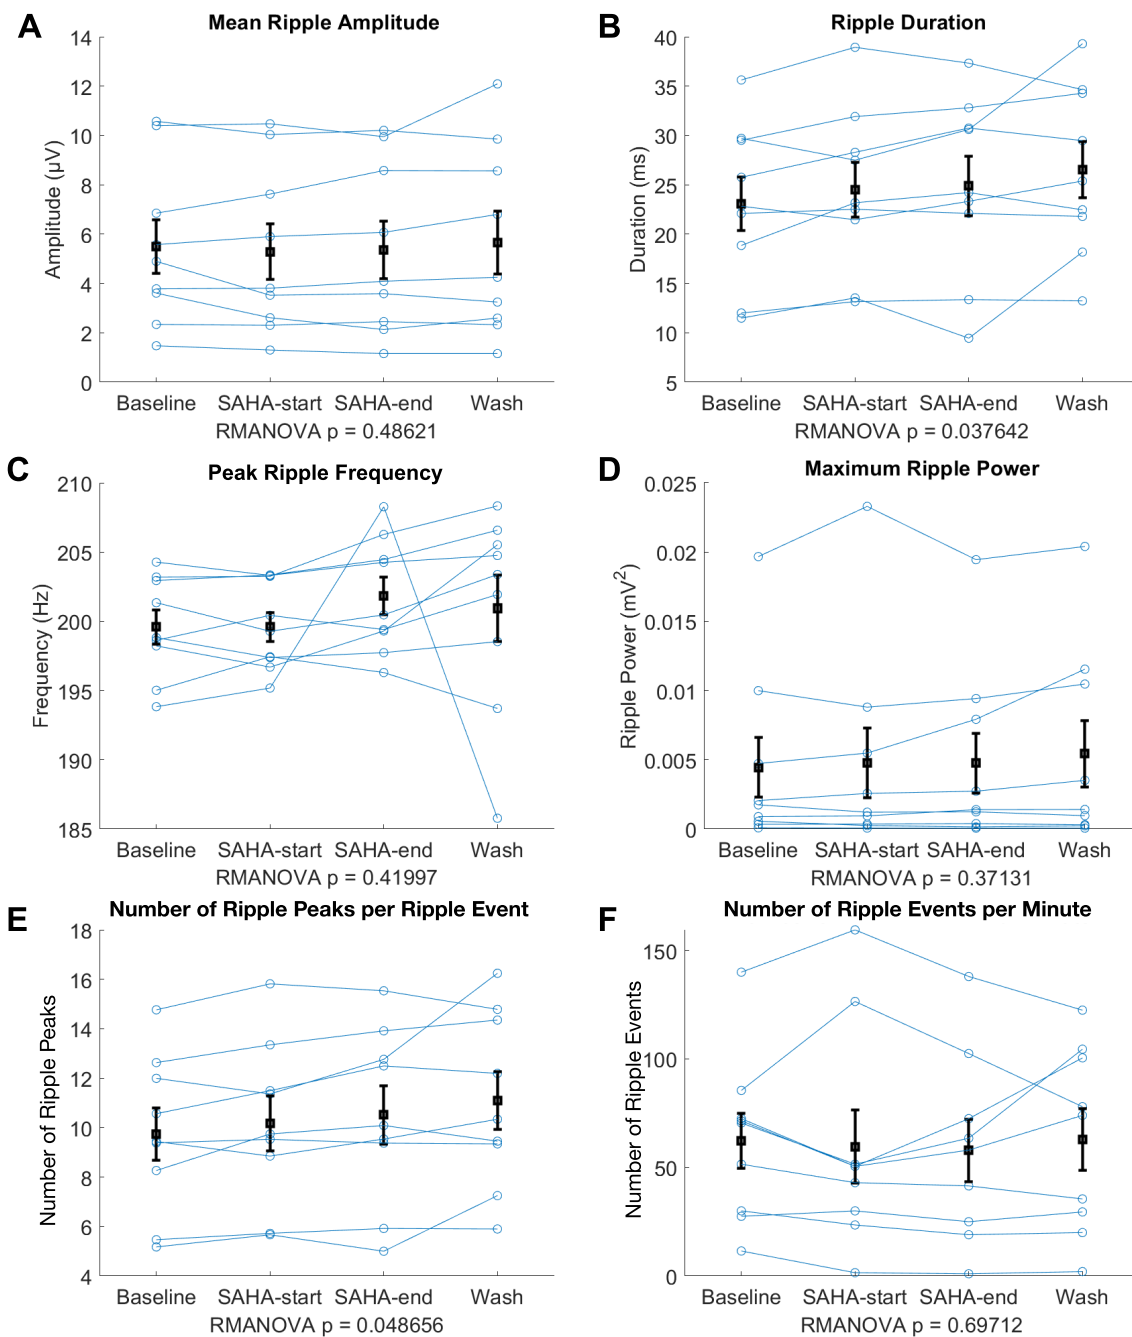 A
Mean Ripple Amplitude
Amplitude (µV)
14
12
10
8
6
4
2
0
Baseline SAHA-start SAHA-end Wash
RMANOVA p = 0.48621
B
Ripple Duration
Duration (ms)
40
35
30
25
20
15
10
5
Baseline SAHA-start SAHA-end Wash
RMANOVA p = 0.037642
C
Peak Ripple Frequency
Frequency (Hz)
210
205
200
195
190
185
Baseline SAHA-start SAHA-end Wash
RMANOVA p = 0.41997
D
Maximum Ripple Power
Ripple Power (mV²)
0.025
0.02
0.015
0.01
0.005
0
Baseline SAHA-start SAHA-end Wash
RMANOVA p = 0.37131
E
Number of Ripple Peaks per Ripple Event
Number of Ripple Peaks
18
16
14
12
10
8
6
4
Baseline SAHA-start SAHA-end Wash
RMANOVA p = 0.048656
F
Number of Ripple Events per Minute
Number of Ripple Events
150
100
50
0
Baseline SAHA-start SAHA-end Wash
RMANOVA p = 0.69712